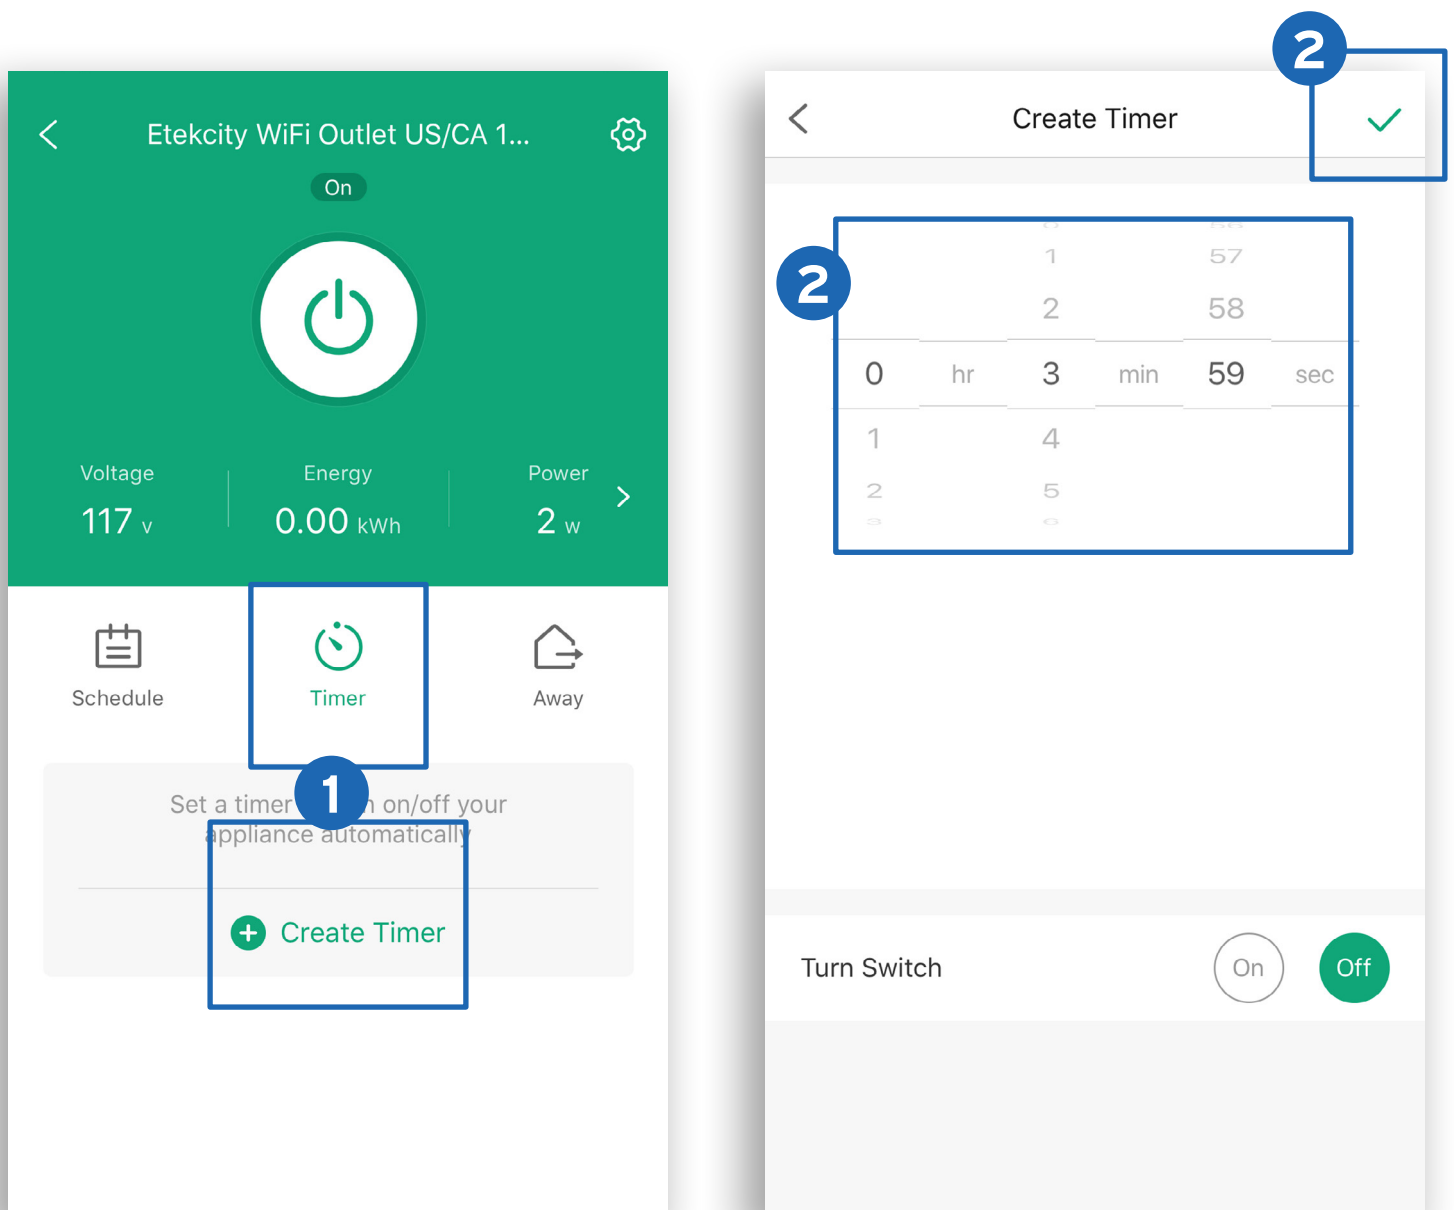 Etekcity WiFi Outlet US/CA 1...
On
Voltage
Energy
Power
117 v
0.00 kWh
2 w
Schedule
Timer
Away
1
Set a timer on/off your
appliance automatically
Create Timer
2
Create Timer
2
1
57
2
58
0 hr 3 min 59 sec
1
4
2
5
3
6
Turn Switch
On
Off